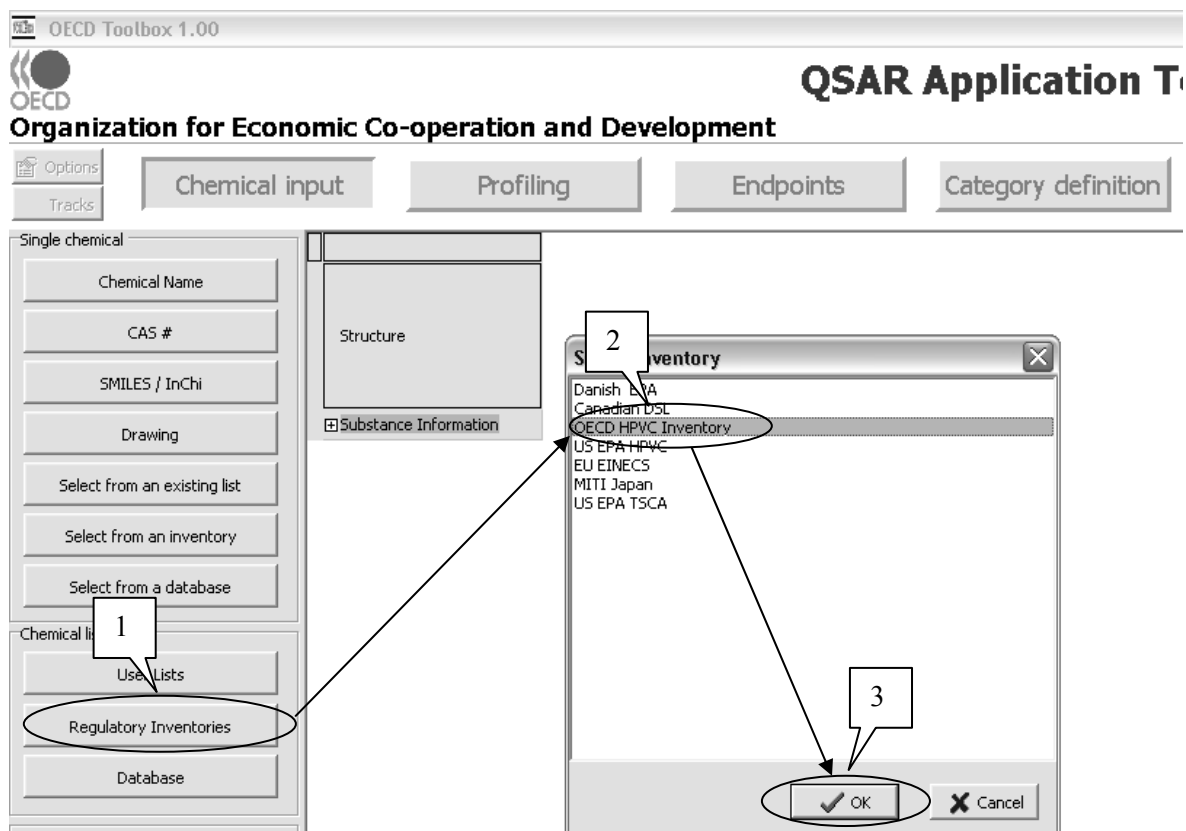 OECD Toolbox 1.00
OECD
QSAR Application T
Organization for Economic Co-operation and Development
Options
Tracks
Chemical input
Profiling
Endpoints
Category definition
Single chemical
Chemical Name
CAS #
SMILES / InChi
Drawing
Select from an existing list
Select from an inventory
Select from a database
Chemical li
1
User Lists
Regulatory Inventories
Database
Structure
Substance Information
2
S
ventory
Danish EPA
Canadian DSL
OECD HPVC Inventory
US EPA HPVC
EU EINECS
MITI Japan
US EPA TSCA
3
OK
Cancel